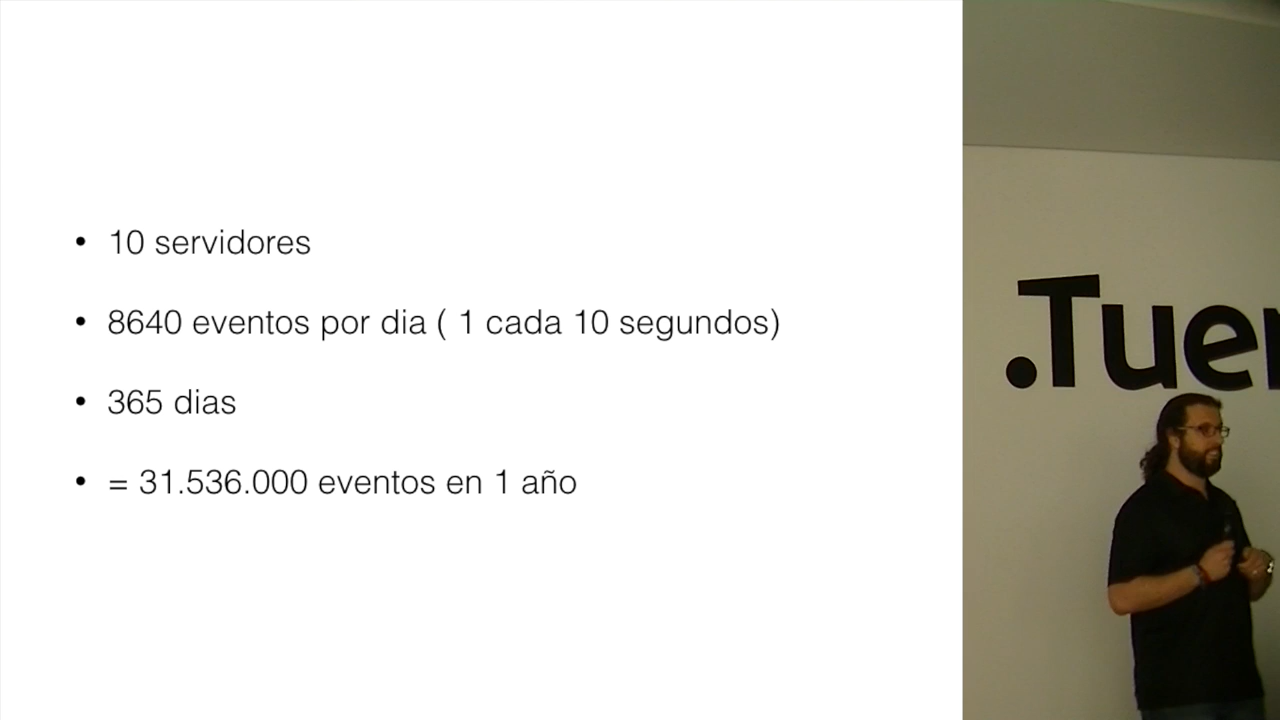 • 10 servidores
• 8640 eventos por dia ( 1 cada 10 segundos)
• 365 dias
• = 31.536.000 eventos en 1 año
.Tuen